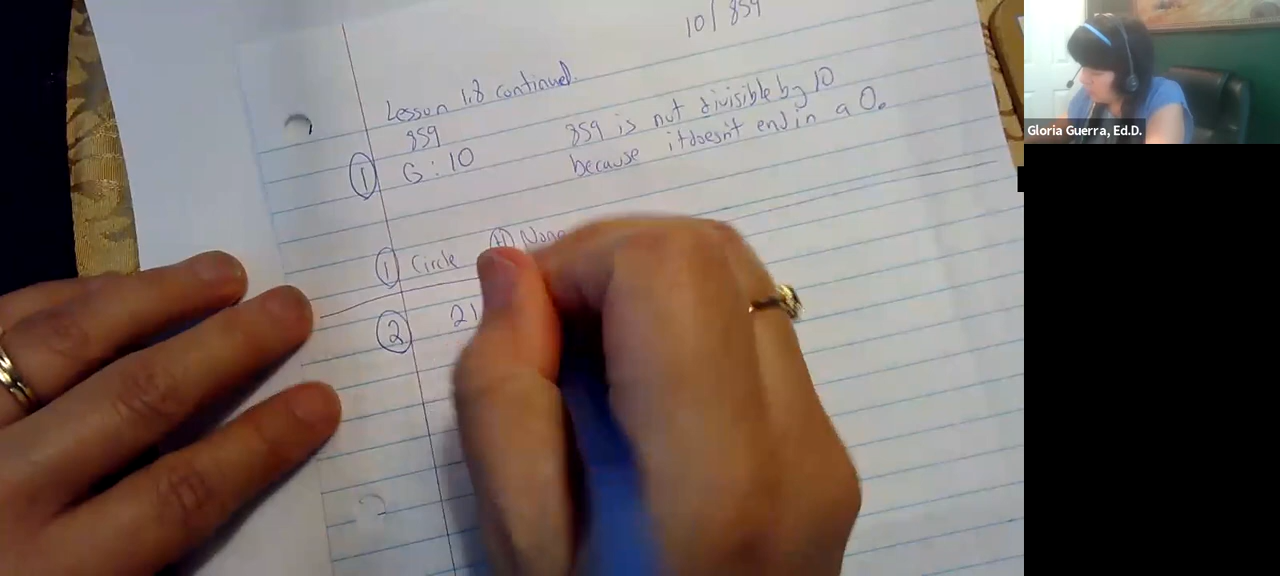 10/859
Lesson 1.8 continued.
859
① G: 10
859 is not divisible by 10
because it doesn't end in a 0.
① Circle Ⓗ None
② 21
Gloria Guerra, Ed.D.